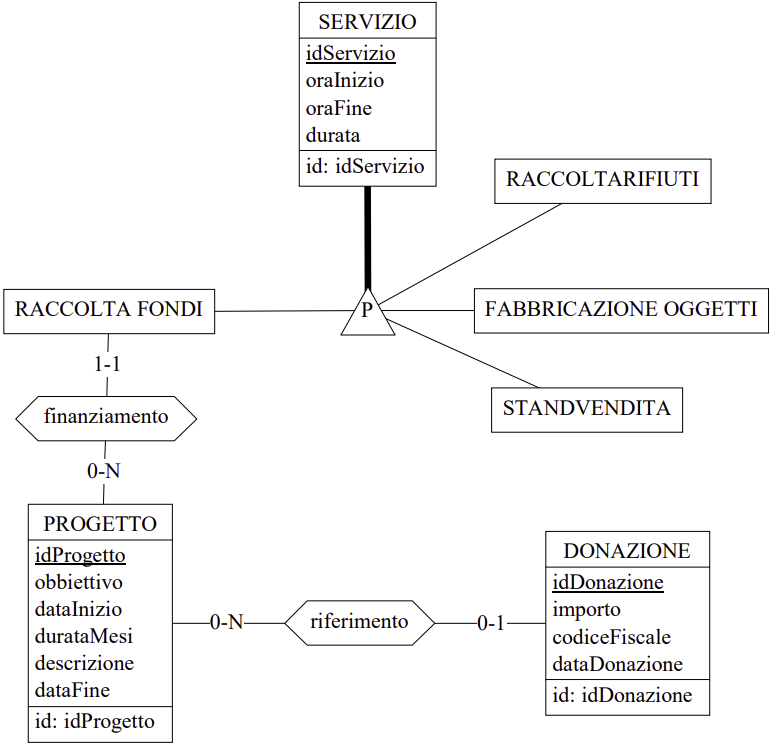 SERVIZIO
idServizio
oraInizio
oraFine
durata
id: idServizio
RACCOLTARIFIUTI
RACCOLTA FONDI
P
FABBRICAZIONE OGGETTI
STANDVENDITA
1-1
finanziamento
0-N
PROGETTO
idProgetto
obbiettivo
dataInizio
durataMesi
descrizione
dataFine
id: idProgetto
0-N
riferimento
0-1
DONAZIONE
idDonazione
importo
codiceFiscale
dataDonazione
id: idDonazione